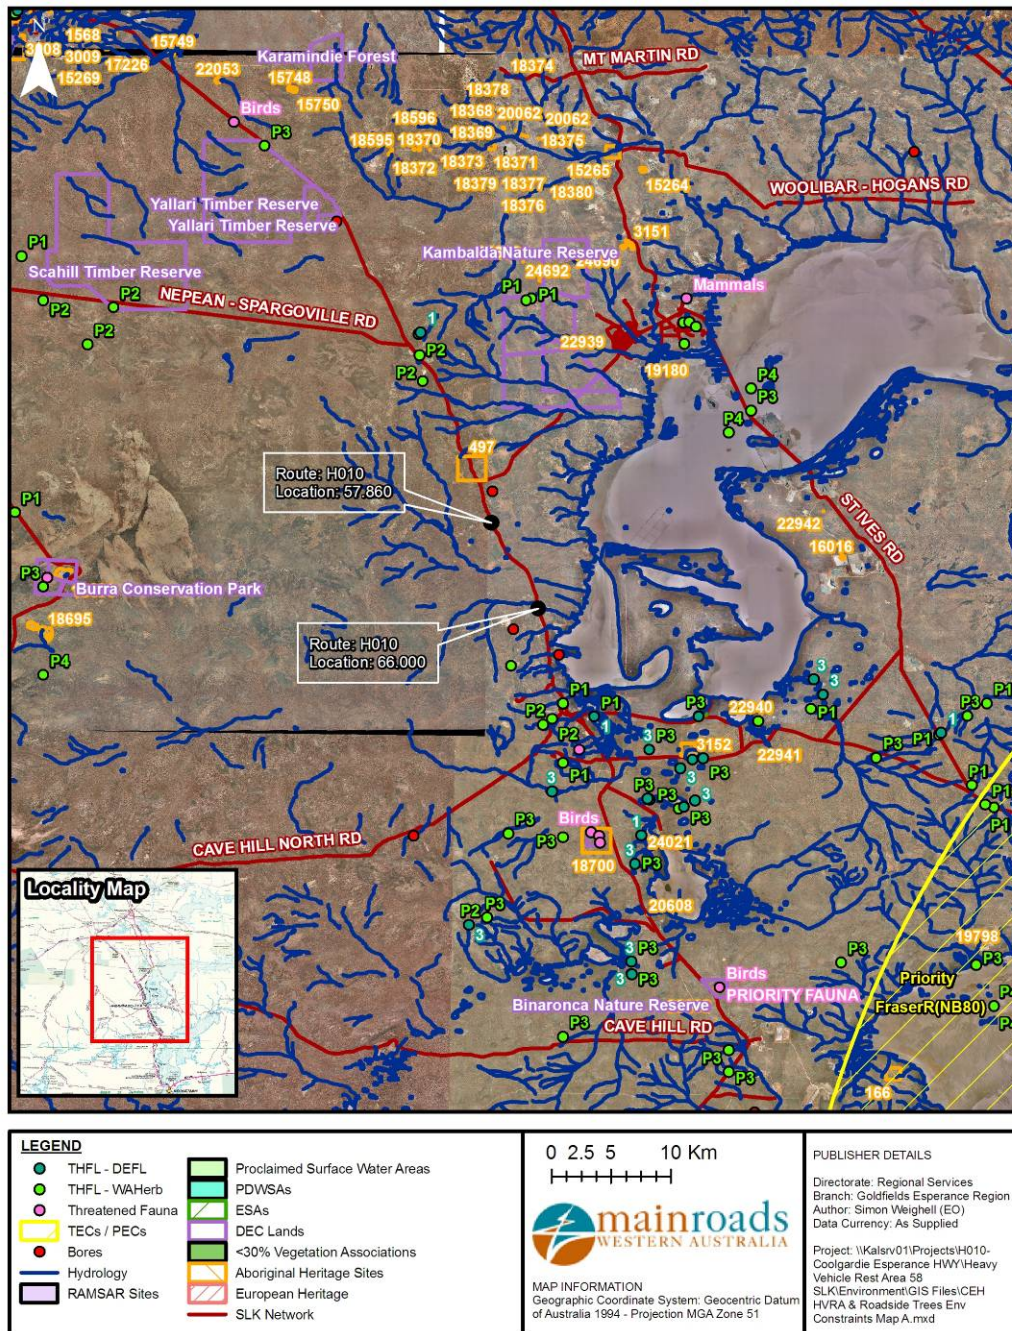 N
1568
15749
3008
3009
17226
15269
22053
Karamindie Forest
15748
15750
Birds
P3
18374
MT MARTIN RD
18378
18596
18368
20062
20062
18595
18370
18369
18375
18372
18373
18371
15265
18379
18377
18380
15264
18376
WOOLIBAR - HOGANS RD
Yallari Timber Reserve
Yallari Timber Reserve
3151
P1
Kambalda Nature Reserve
24690
Scahill Timber Reserve
24692
P2
P2
NEPEAN - SPARGOVILLE RD
P1
P1
Mammals
1
P2
P2
22939
P2
19180
P4
P3
P4
497
Route: H010
Location: 57.860
P1
22942
ST IVES RD
16016
P3
Burra Conservation Park
18695
Route: H010
Location: 66.000
P4
3
3
P1
P2
P1
P3
22940
P1
P1
P2
1
3
P3
3152
22941
1
P1
P3
P1
P3
3
P1
3
P3
P3
3
P3
P1
Birds
1
P3
P3
24021
CAVE HILL NORTH RD
18700
3
P3
Locality Map
20608
P2
P3
3
P3
3
P3
P3
19798
P3
Birds
PRIORITY FAUNA
Priority
FraserR(NB80)
Binaronca Nature Reserve
P3
CAVE HILL RD
P3
P3
166
LEGEND
THFL - DEFL
THFL - WAHerb
Threatened Fauna
TECs / PECs
Bores
Hydrology
RAMSAR Sites
Proclaimed Surface Water Areas
PDWSAs
ESAs
DEC Lands
<30% Vegetation Associations
Aboriginal Heritage Sites
European Heritage
SLK Network
0 2.5 5 10 Km
mainroads
WESTERN AUSTRALIA
MAP INFORMATION
Geographic Coordinate System: Geocentric Datum
of Australia 1994 - Projection MGA Zone 51
PUBLISHER DETAILS
Directorate: Regional Services
Branch: Goldfields Esperance Region
Author: Simon Weighell (EO)
Data Currency: As Supplied
Project: \\Kalsrv01\Projects\H010-
Coolgardie Esperance HWY\Heavy
Vehicle Rest Area 58
SLK\Environment\GIS Files\CEH
HVRA & Roadside Trees Env
Constraints Map A.mxd